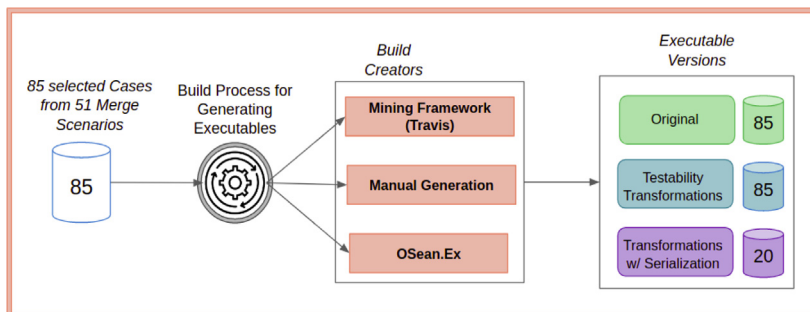 85 selected Cases
from 51 Merge
Scenarios
85
Build Process for
Generating
Executables
Build
Creators
Mining Framework
(Travis)
Manual Generation
OSean.Ex
Executable
Versions
Original
85
Testability
Transformations
85
Transformations
w/ Serialization
20